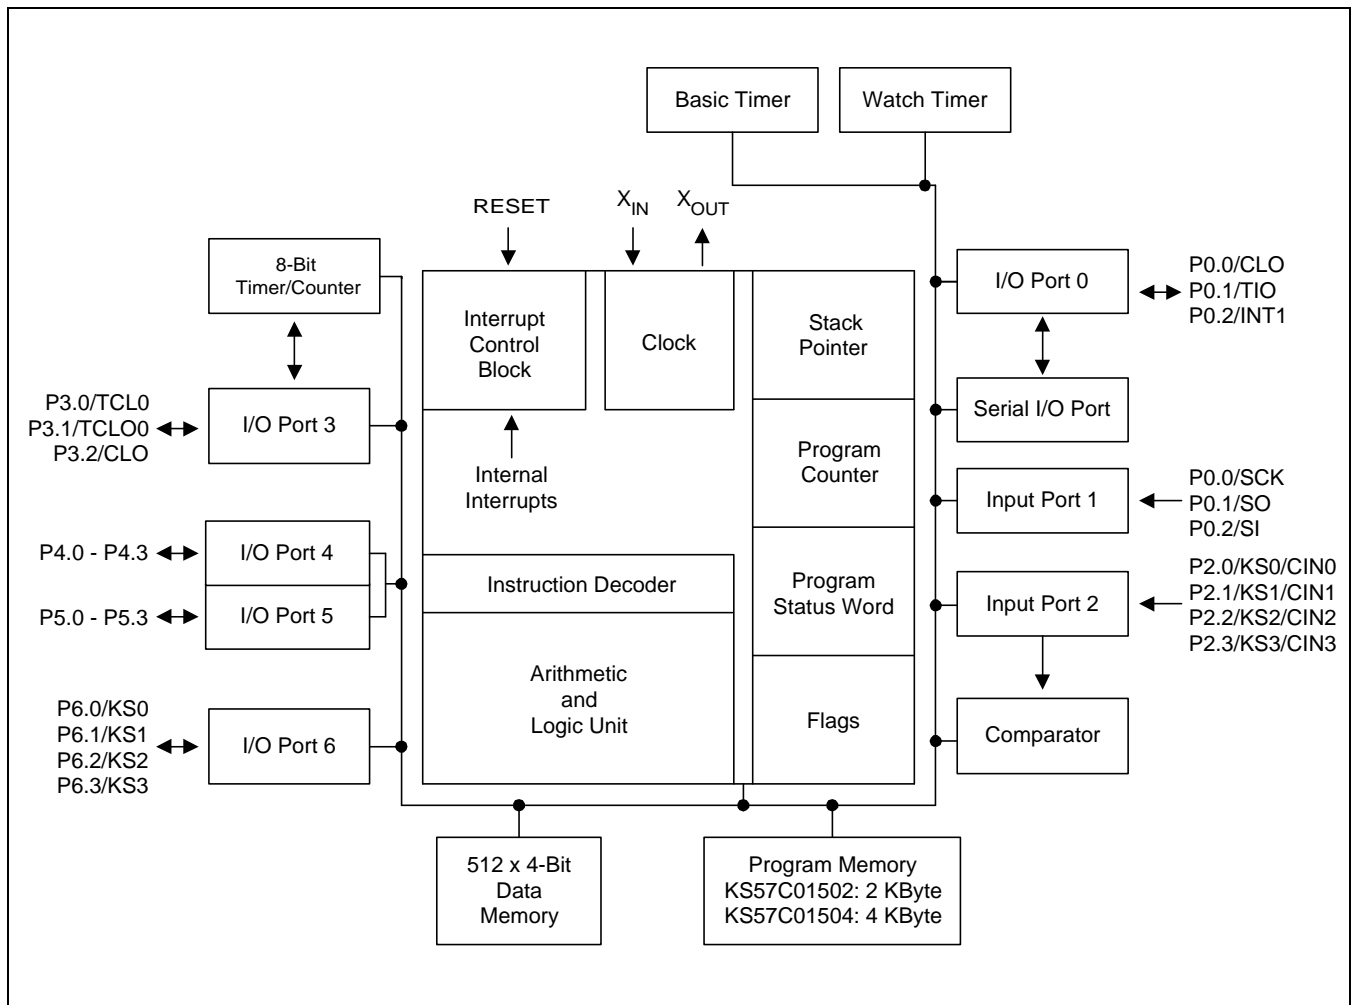 Basic Timer
Watch Timer
RESET
XIN
XOUT
8-Bit
Timer/Counter
I/O Port 0
P0.0/CLO
P0.1/TIO
P0.2/INT1
Interrupt
Control
Block
Clock
Stack
Pointer
P3.0/TCL0
P3.1/TCLO0
P3.2/CLO
I/O Port 3
Serial I/O Port
Internal
Interrupts
Program
Counter
Input Port 1
P0.0/SCK
P0.1/SO
P0.2/SI
P4.0 - P4.3
I/O Port 4
P5.0 - P5.3
I/O Port 5
Instruction Decoder
Program
Status Word
Input Port 2
P2.0/KS0/CIN0
P2.1/KS1/CIN1
P2.2/KS2/CIN2
P2.3/KS3/CIN3
P6.0/KS0
P6.1/KS1
P6.2/KS2
P6.3/KS3
I/O Port 6
Arithmetic
and
Logic Unit
Flags
Comparator
512 x 4-Bit
Data
Memory
Program Memory
KS57C01502: 2 KByte
KS57C01504: 4 KByte